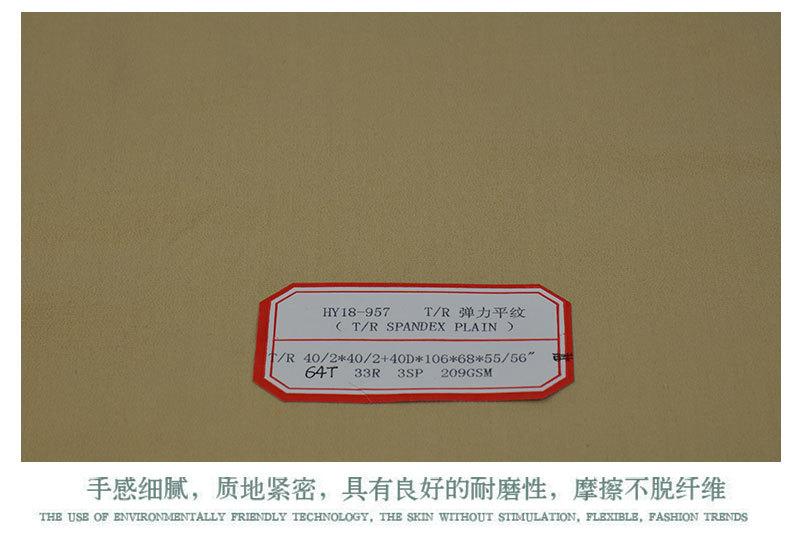 HY18-957 T/R 弹力平纹
( T/R SPANDEX PLAIN )
T/R 40/2*40/2+40D*106*68*55/56"
64T 33R 3SP 209GSM
手感细腻，质地紧密，具有良好的耐磨性，摩擦不脱纤维
THE USE OF ENVIRONMENTALLY FRIENDLY TECHNOLOGY, THE SKIN WITHOUT STIMULATION, FLEXIBLE, FASHION TRENDS